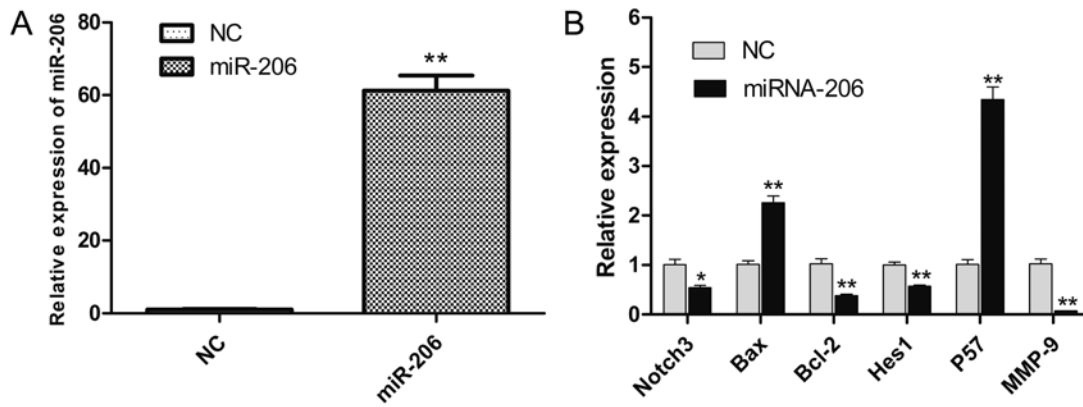 A
Relative expression of miR-206
80
60
40
20
0
NC
miR-206
**
NC
miR-206
B
Relative expression
6
5
4
3
2
1
0
NC
miRNA-206
*
**
**
**
**
**
Notch3
Bax
Bcl-2
Hes1
P57
MMP-9